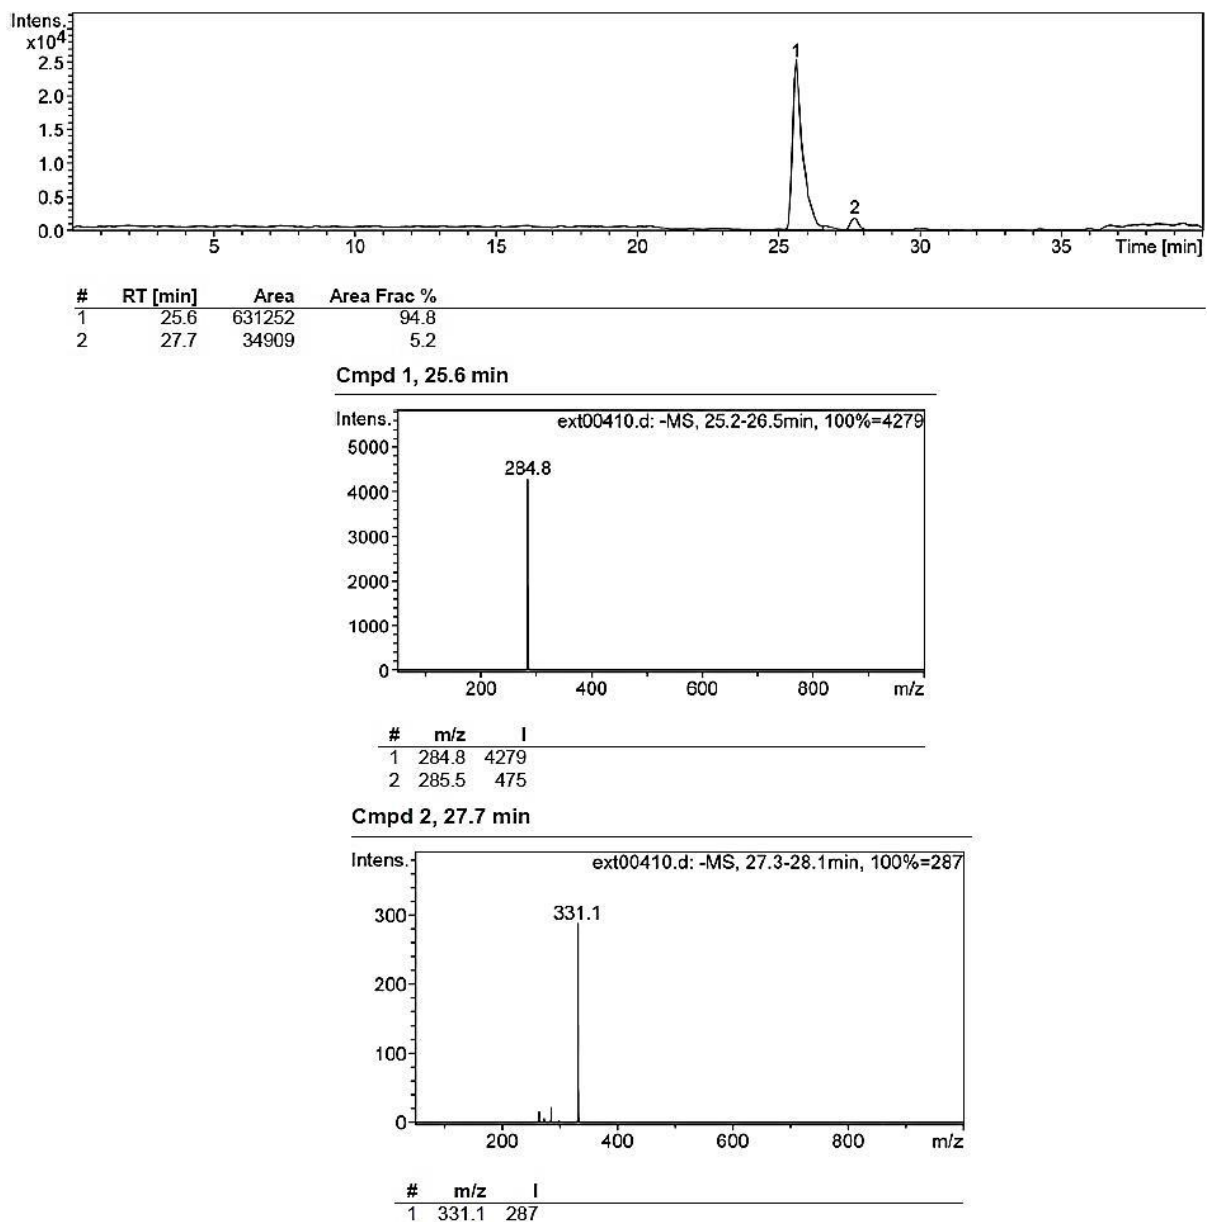 Intens.
x10⁴
2.5
2.0
1.5
1.0
0.5
0.0
1
2
5 10 15 20 25 30 35 Time [min]
# RT [min] Area Area Frac %
1 25.6 631252 94.8
2 27.7 34909 5.2
Cmpd 1, 25.6 min
Intens.
ext00410.d: -MS, 25.2-26.5min, 100%=4279
5000
284.8
4000
3000
2000
1000
0
200 400 600 800 m/z
# m/z I
1 284.8 4279
2 285.5 475
Cmpd 2, 27.7 min
Intens.
ext00410.d: -MS, 27.3-28.1min, 100%=287
331.1
300
200
100
0
200 400 600 800 m/z
# m/z I
1 331.1 287